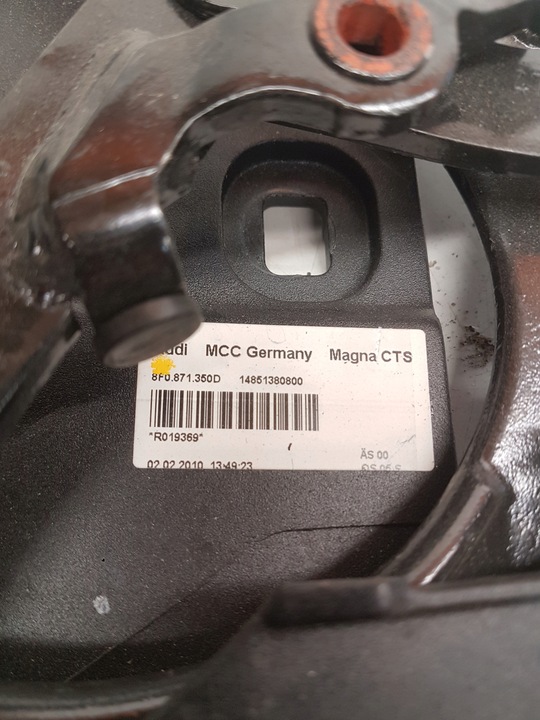 MCC Germany Magna CTS
8F0.871.350D 14851380800
*R019369*
ÄS 00
02.02.2010 13:49:23